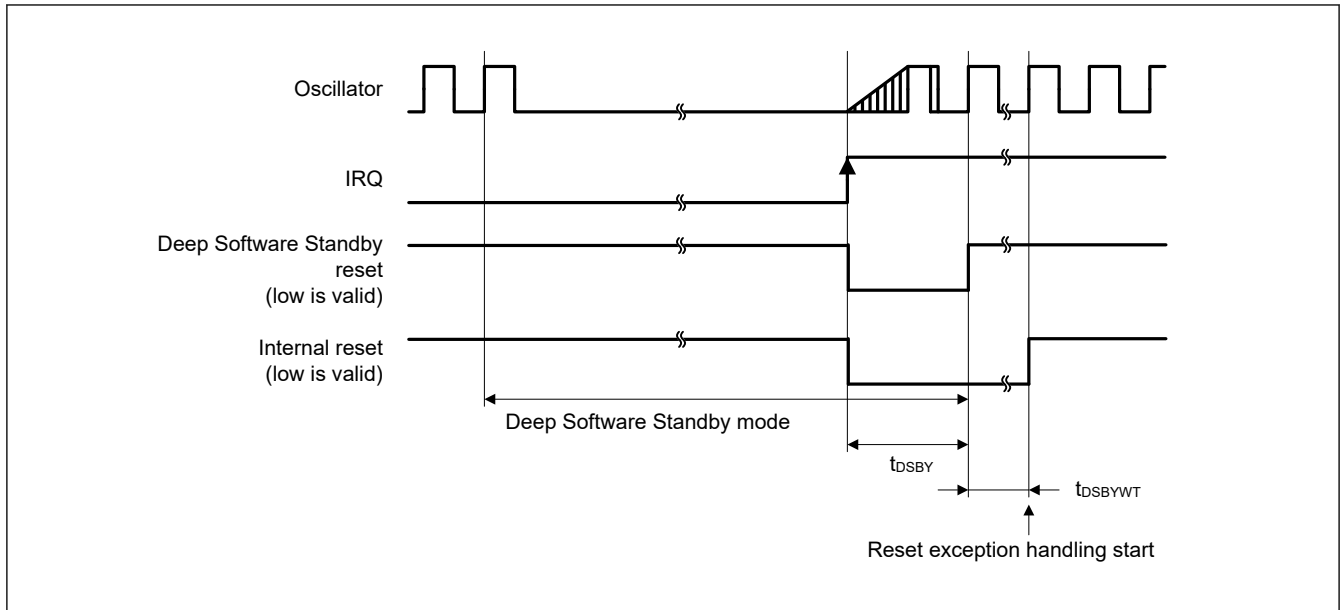 Oscillator
IRQ
Deep Software Standby
reset
(low is valid)
Internal reset
(low is valid)
Deep Software Standby mode
tDSBY
tDSBYWT
Reset exception handling start